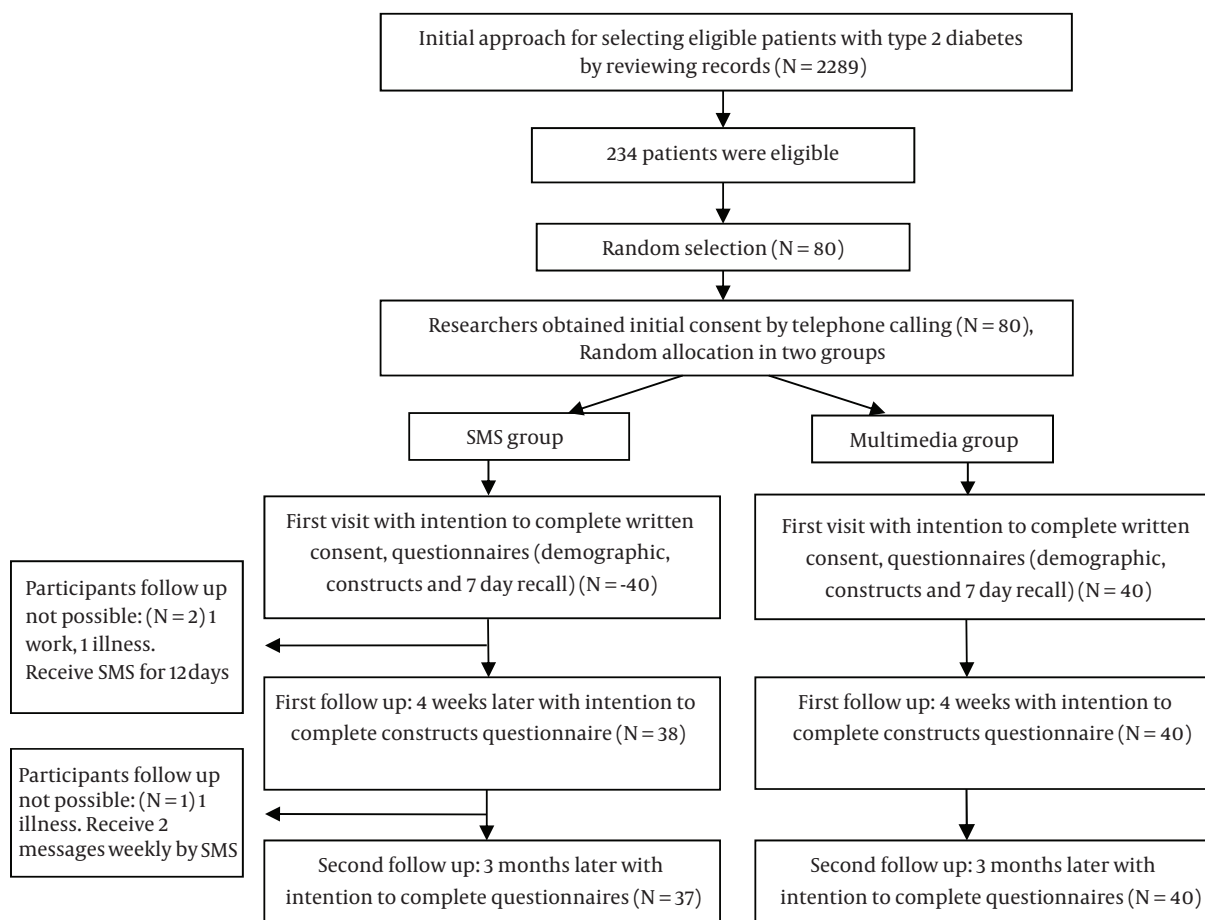 Initial approach for selecting eligible patients with type 2 diabetes
by reviewing records (N = 2289)
234 patients were eligible
Random selection (N = 80)
Researchers obtained initial consent by telephone calling (N = 80),
Random allocation in two groups
SMS group
Multimedia group
First visit with intention to complete written
consent, questionnaires (demographic,
constructs and 7 day recall) (N = -40)
First visit with intention to complete written
consent, questionnaires (demographic,
constructs and 7 day recall) (N = 40)
Participants follow up
not possible: (N = 2) 1
work, 1 illness.
Receive SMS for 12 days
First follow up: 4 weeks later with intention to
complete constructs questionnaire (N = 38)
First follow up: 4 weeks with intention to
complete constructs questionnaire (N = 40)
Participants follow up
not possible: (N = 1) 1
illness. Receive 2
messages weekly by SMS
Second follow up: 3 months later with
intention to complete questionnaires (N = 37)
Second follow up: 3 months later with
intention to complete questionnaires (N = 40)